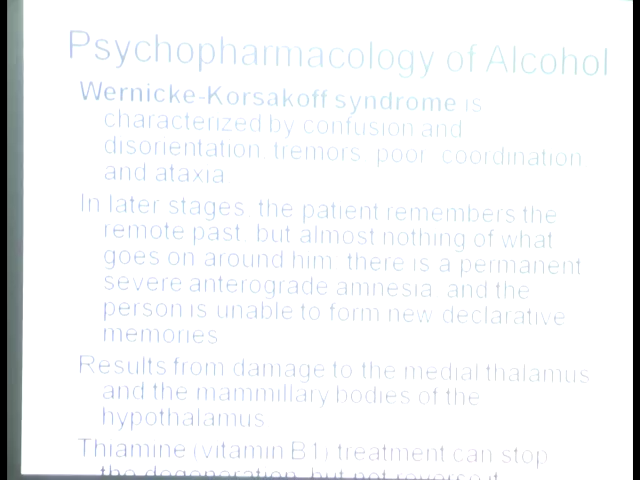 Psychopharmacology of Alcohol
Wernicke-Korsakoff syndrome is
characterized by confusion and
disorientation, tremors, poor coordination
and ataxia
In later stages, the patient remembers the
remote past, but almost nothing of what
goes on around him, there is a permanent
severe anterograde amnesia, and the
person is unable to form new declarative
memories
Results from damage to the medial thalamus
and the mammillary bodies of the
hypothalamus
Thiamine (vitamin B1) treatment can stop
the degeneration, but not reverse it